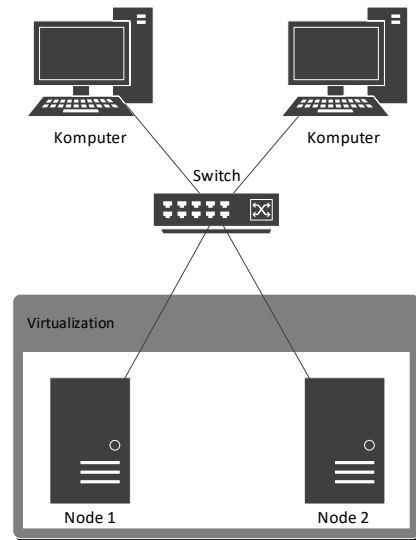 Komputer
Komputer
Switch
Virtualization
Node 1
Node 2